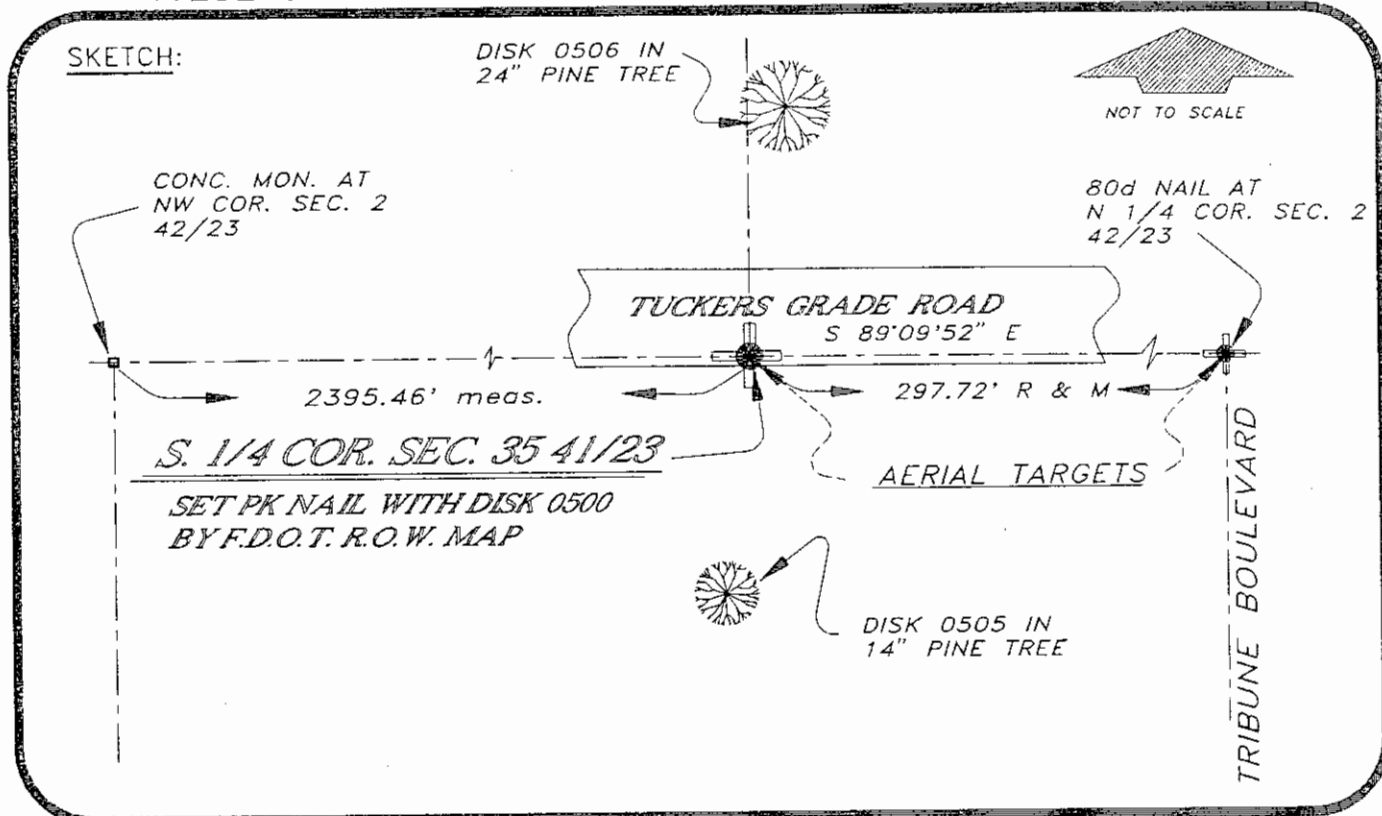 SKETCH:
DISK 0506 IN
24" PINE TREE
NOT TO SCALE
CONC. MON. AT
NW COR. SEC. 2
42/23
80d NAIL AT
N 1/4 COR. SEC. 2
42/23
TUCKERS GRADE ROAD
S 89°09'52" E
2395.46' meas.
297.72' R & M
S. 1/4 COR. SEC. 35 41/23
AERIAL TARGETS
SET PK NAIL WITH DISK 0500
BY F.D.O.T. R.O.W. MAP
DISK 0505 IN
14" PINE TREE
TRIBUNE BOULEVARD